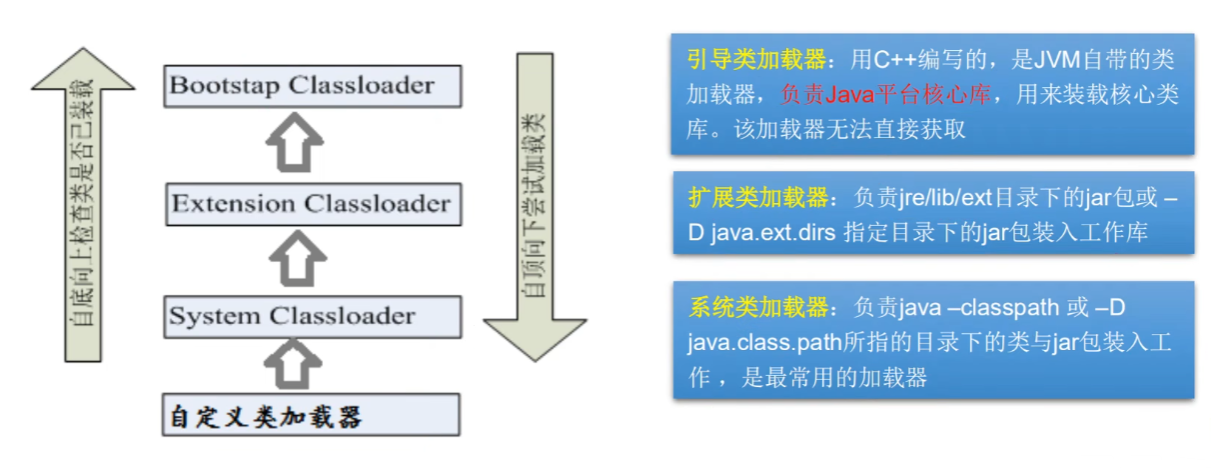 自底向上检查类是否已装载
Bootstap Classloader
Extension Classloader
System Classloader
自定义类加载器
自顶向下尝试加载类
引导类加载器：用C++编写的，是JVM自带的类
加载器，负责Java平台核心库，用来装载核心类
库。该加载器无法直接获取
扩展类加载器：负责jre/lib/ext目录下的jar包或 –
D java.ext.dirs 指定目录下的jar包装入工作库
系统类加载器：负责java –classpath 或 –D
java.class.path所指的目录下的类与jar包装入工
作 ，是最常用的加载器